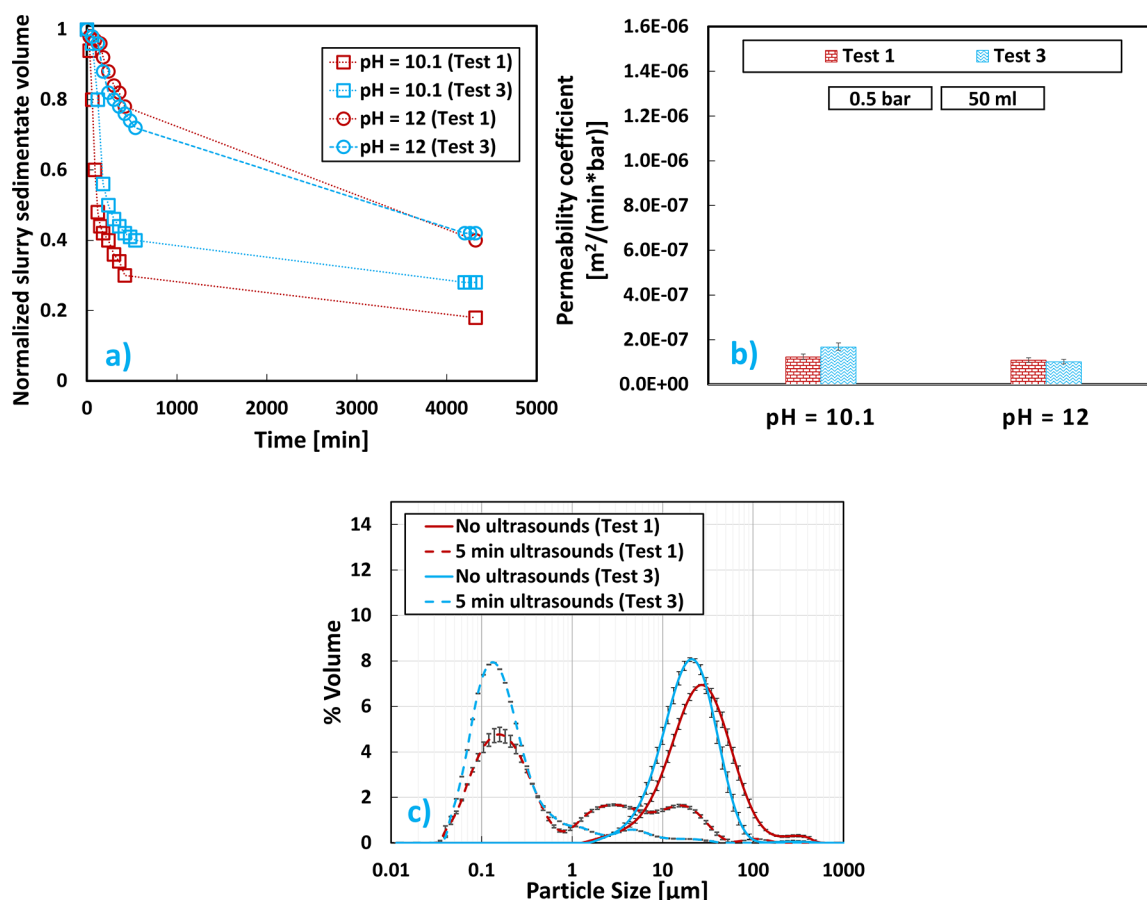 Normalized slurry sedimentate volume
1
0.8
0.6
0.4
0.2
0
pH = 10.1 (Test 1)
pH = 10.1 (Test 3)
pH = 12 (Test 1)
pH = 12 (Test 3)
a)
0 1000 2000 3000 4000 5000
Time [min]
Permeability coefficient
[m²/(min*bar)]
1.6E-06
1.4E-06
1.2E-06
1.0E-06
8.0E-07
6.0E-07
4.0E-07
2.0E-07
0.0E+00
Test 1 Test 3
0.5 bar 50 ml
b)
pH = 10.1 pH = 12
% Volume
14
12
10
8
6
4
2
0
No ultrasounds (Test 1)
5 min ultrasounds (Test 1)
No ultrasounds (Test 3)
5 min ultrasounds (Test 3)
c)
0.01 0.1 1 10 100 1000
Particle Size [µm]